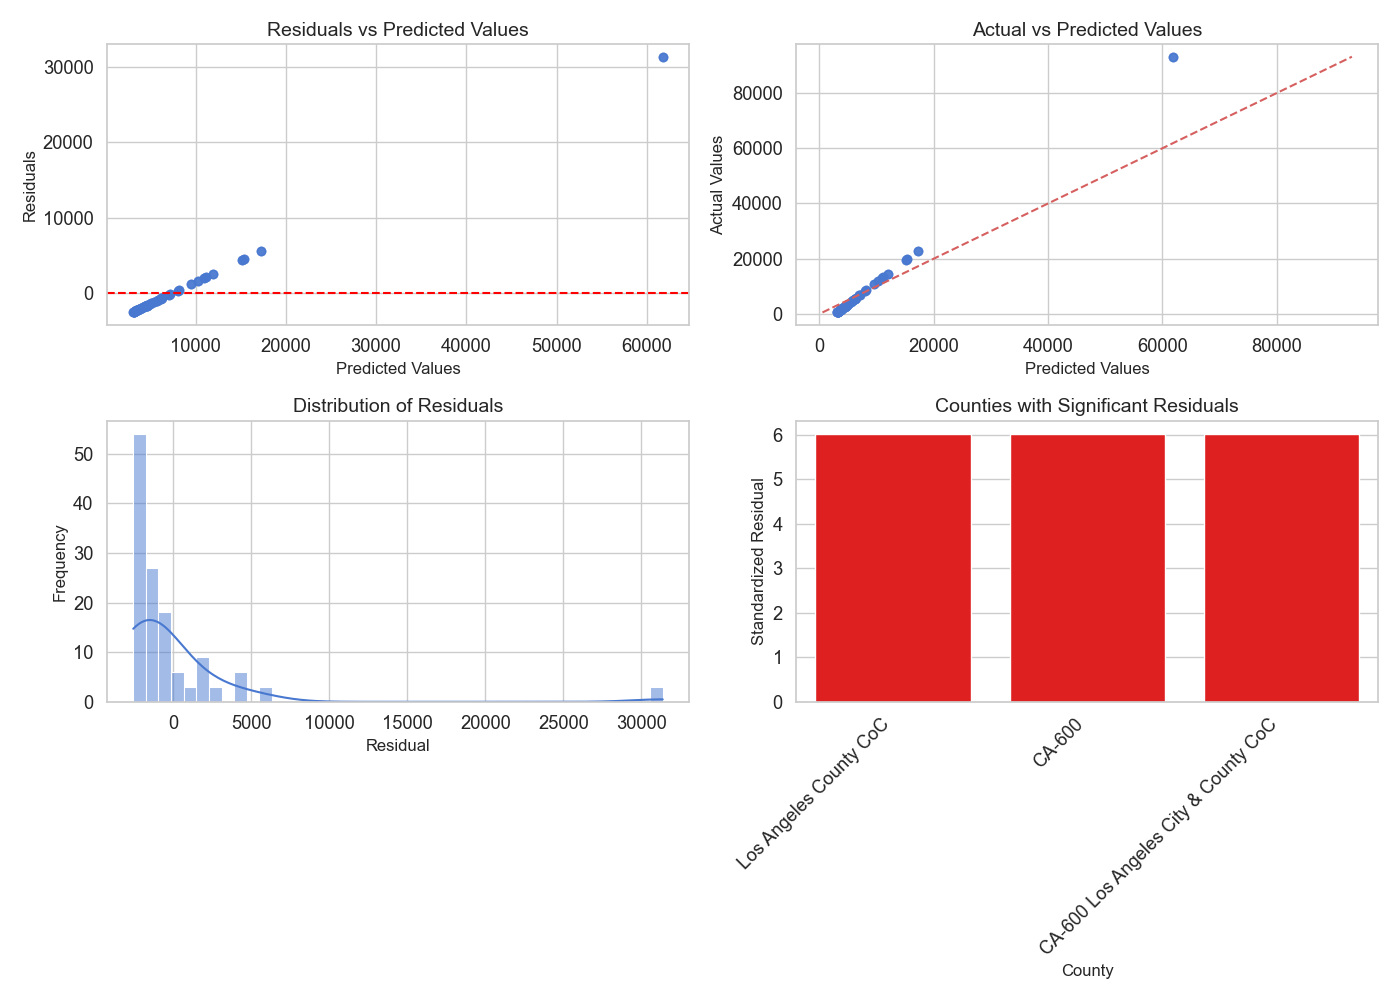 Residuals vs Predicted Values
30000
20000
10000
0
Residuals
10000 20000 30000 40000 50000 60000
Predicted Values
Actual vs Predicted Values
80000
60000
40000
20000
0
Actual Values
0 20000 40000 60000 80000
Predicted Values
Distribution of Residuals
50
40
30
20
10
0
Frequency
0 5000 10000 15000 20000 25000 30000
Residual
Counties with Significant Residuals
6
5
4
3
2
1
0
Standardized Residual
Los Angeles County CoC
CA-600
CA-600 Los Angeles City & County CoC
County